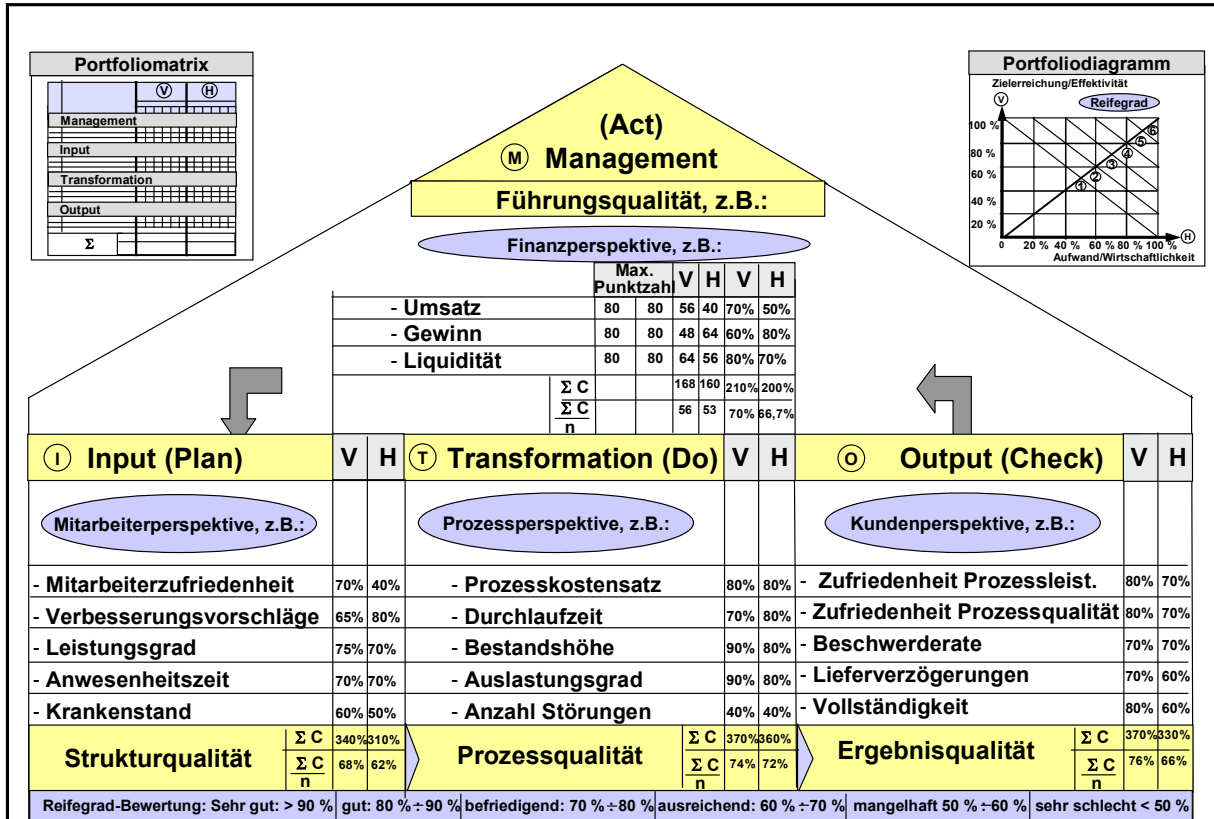 Portfoliomatrix
V H
Management
Input
Transformation
Output
Σ
Portfoliodiagramm
Zielerreichung/Effektivität
V
Reifegrad
100 %
80 %
60 %
40 %
20 %
1 2 3 4 5 6
0 20 % 40 % 60 % 80 % 100 %
H
Aufwand/Wirtschaftlichkeit
(Act)
M Management
Führungsqualität, z.B.:
Finanzperspektive, z.B.:
Max. Punktzahl V H V H
- Umsatz 80 80 56 40 70% 50%
- Gewinn 80 80 48 64 60% 80%
- Liquidität 80 80 64 56 80% 70%
Σ C 168 160 210% 200%
Σ C / n 56 53 70% 66,7%
I Input (Plan) V H
Mitarbeiterperspektive, z.B.:
- Mitarbeiterzufriedenheit 70% 40%
- Verbesserungsvorschläge 65% 80%
- Leistungsgrad 75% 70%
- Anwesenheitszeit 70% 70%
- Krankenstand 60% 50%
Strukturqualität
Σ C 340% 310%
Σ C / n 68% 62%
T Transformation (Do) V H
Prozessperspektive, z.B.:
- Prozesskostensatz 80% 80%
- Durchlaufzeit 70% 80%
- Bestandshöhe 90% 80%
- Auslastungsgrad 90% 80%
- Anzahl Störungen 40% 40%
Prozessqualität
Σ C 370% 360%
Σ C / n 74% 72%
O Output (Check) V H
Kundenperspektive, z.B.:
- Zufriedenheit Prozessleist. 80% 70%
- Zufriedenheit Prozessqualität 80% 70%
- Beschwerderate 70% 70%
- Lieferverzögerungen 70% 60%
- Vollständigkeit 80% 60%
Ergebnisqualität
Σ C 370% 330%
Σ C / n 76% 66%
Reifegrad-Bewertung: Sehr gut: > 90 % gut: 80 % ÷ 90 % befriedigend: 70 % ÷ 80 % ausreichend: 60 % ÷ 70 % mangelhaft 50 % ÷ 60 % sehr schlecht < 50 %